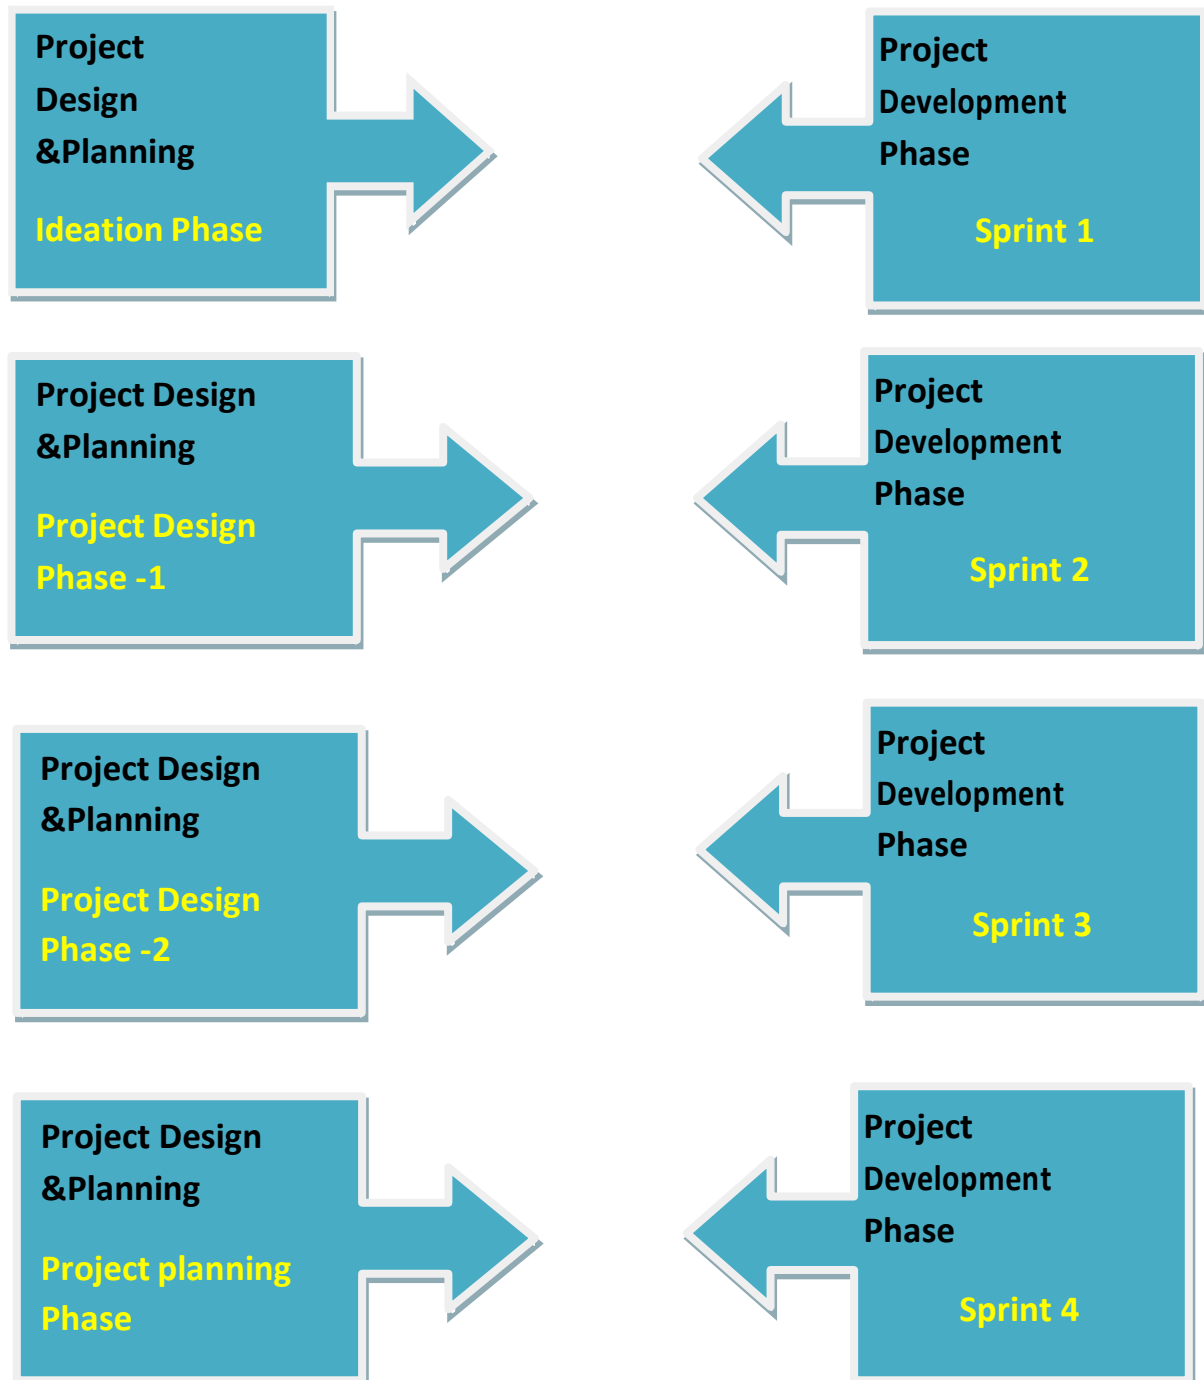 Project
Design
&Planning
Ideation Phase
Project
Development
Phase
Sprint 1
Project Design
&Planning
Project Design
Phase -1
Project
Development
Phase
Sprint 2
Project Design
&Planning
Project Design
Phase -2
Project
Development
Phase
Sprint 3
Project Design
&Planning
Project planning
Phase
Project
Development
Phase
Sprint 4